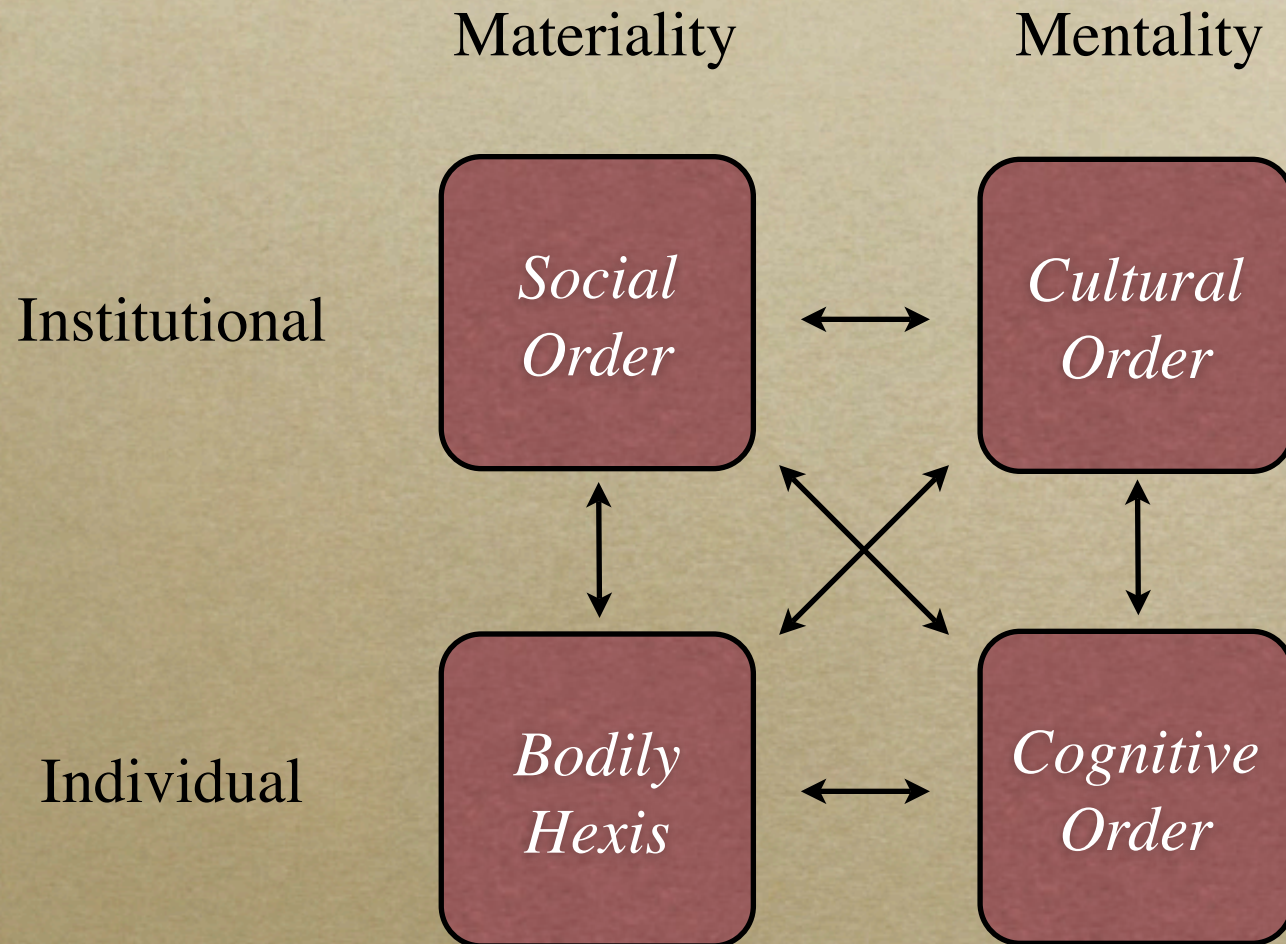 Materiality
Mentality
Institutional
Social
Order
Cultural
Order
Individual
Bodily
Hexis
Cognitive
Order